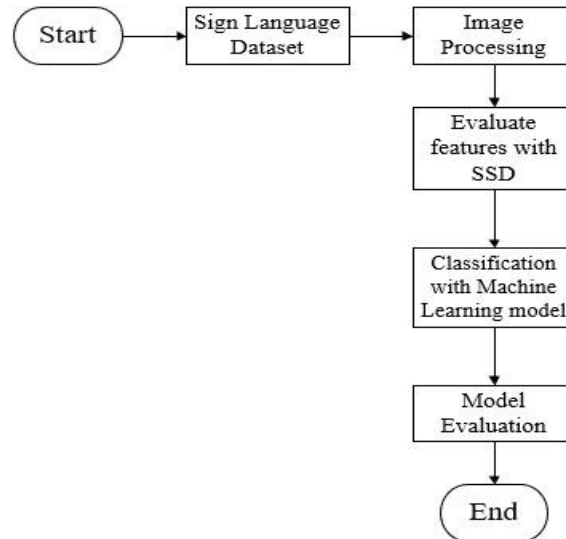 Start
Sign Language
Dataset
Image
Processing
Evaluate
features with
SSD
Classification
with Machine
Learning model
Model
Evaluation
End